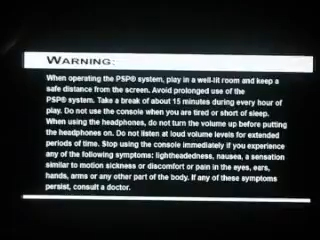 WARNING:
When operating the PSP® system, play in a well-lit room and keep a
safe distance from the screen. Avoid prolonged use of the
PSP® system. Take a break of about 15 minutes during every hour of
play. Do not use the console when you are tired or short of sleep.
When using the headphones, do not turn the volume up before putting
the headphones on. Do not listen at loud volume levels for extended
periods of time. Stop using the console immediately if you experience
any of the following symptoms: lightheadedness, nausea, a sensation
similar to motion sickness or discomfort or pain in the eyes, ears,
hands, arms or any other part of the body. If any of these symptoms
persist, consult a doctor.